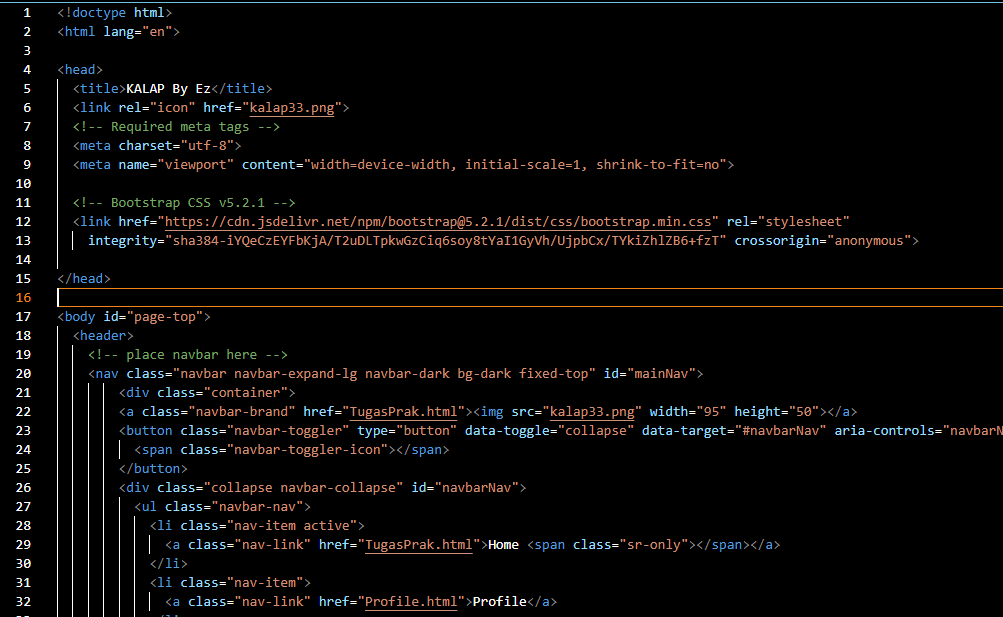 1 <!doctype html>
2 <html lang="en">
3
4 <head>
5 <title>KALAP By Ez</title>
6 <link rel="icon" href="kalap33.png">
7 <!-- Required meta tags -->
8 <meta charset="utf-8">
9 <meta name="viewport" content="width=device-width, initial-scale=1, shrink-to-fit=no">
10
11 <!-- Bootstrap CSS v5.2.1 -->
12 <link href="https://cdn.jsdelivr.net/npm/bootstrap@5.2.1/dist/css/bootstrap.min.css" rel="stylesheet"
13 integrity="sha384-iYQeCzEYFbKjA/T2uDLTpkwGzCiq6soy8tYaI1GyVh/UjpbCx/TYkiZhlZB6+fzT" crossorigin="anonymous">
14
15 </head>
16
17 <body id="page-top">
18 <header>
19 <!-- place navbar here -->
20 <nav class="navbar navbar-expand-lg navbar-dark bg-dark fixed-top" id="mainNav">
21 <div class="container">
22 <a class="navbar-brand" href="TugasPrak.html"><img src="kalap33.png" width="95" height="50"></a>
23 <button class="navbar-toggler" type="button" data-toggle="collapse" data-target="#navbarNav" aria-controls="navbarN
24 <span class="navbar-toggler-icon"></span>
25 </button>
26 <div class="collapse navbar-collapse" id="navbarNav">
27 <ul class="navbar-nav">
28 <li class="nav-item active">
29 <a class="nav-link" href="TugasPrak.html">Home <span class="sr-only"></span></a>
30 </li>
31 <li class="nav-item">
32 <a class="nav-link" href="Profile.html">Profile</a>